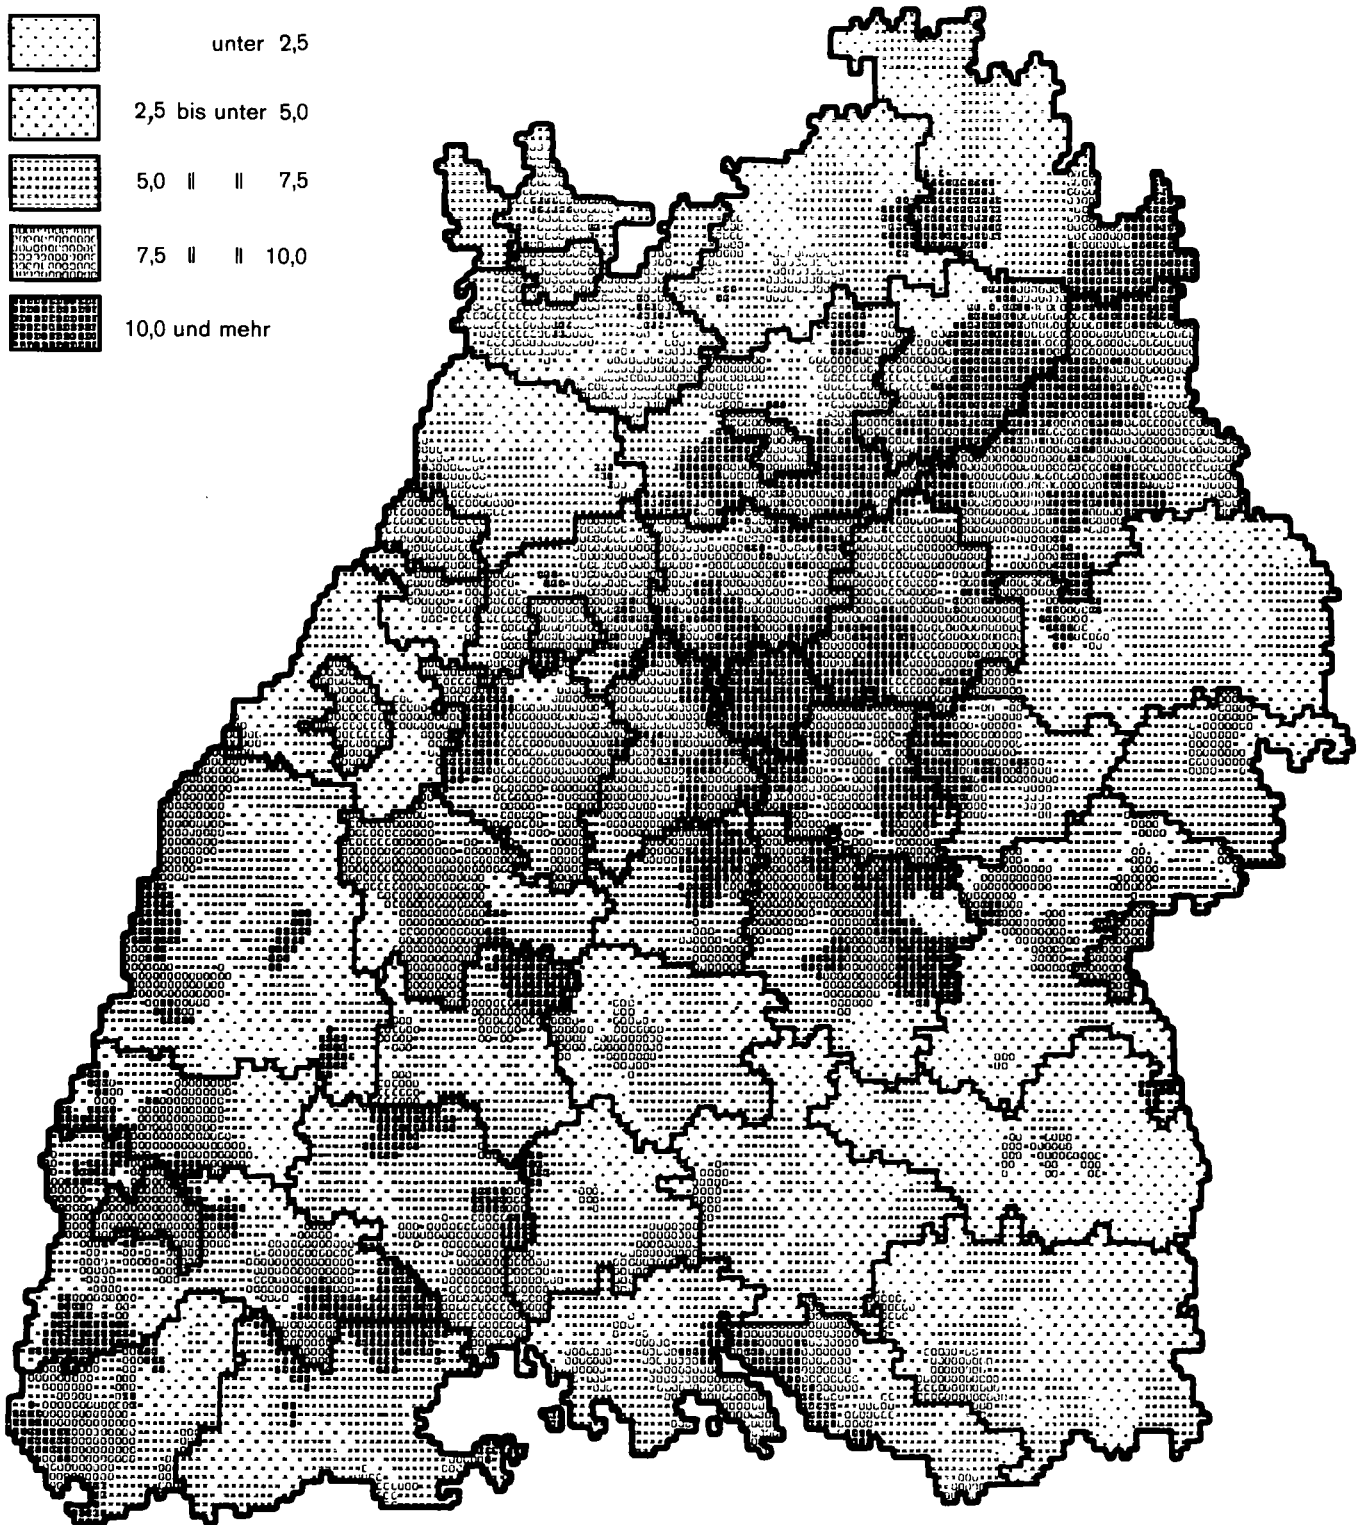 unter 2,5
2,5 bis unter 5,0
5,0 " " 7,5
7,5 " " 10,0
10,0 und mehr